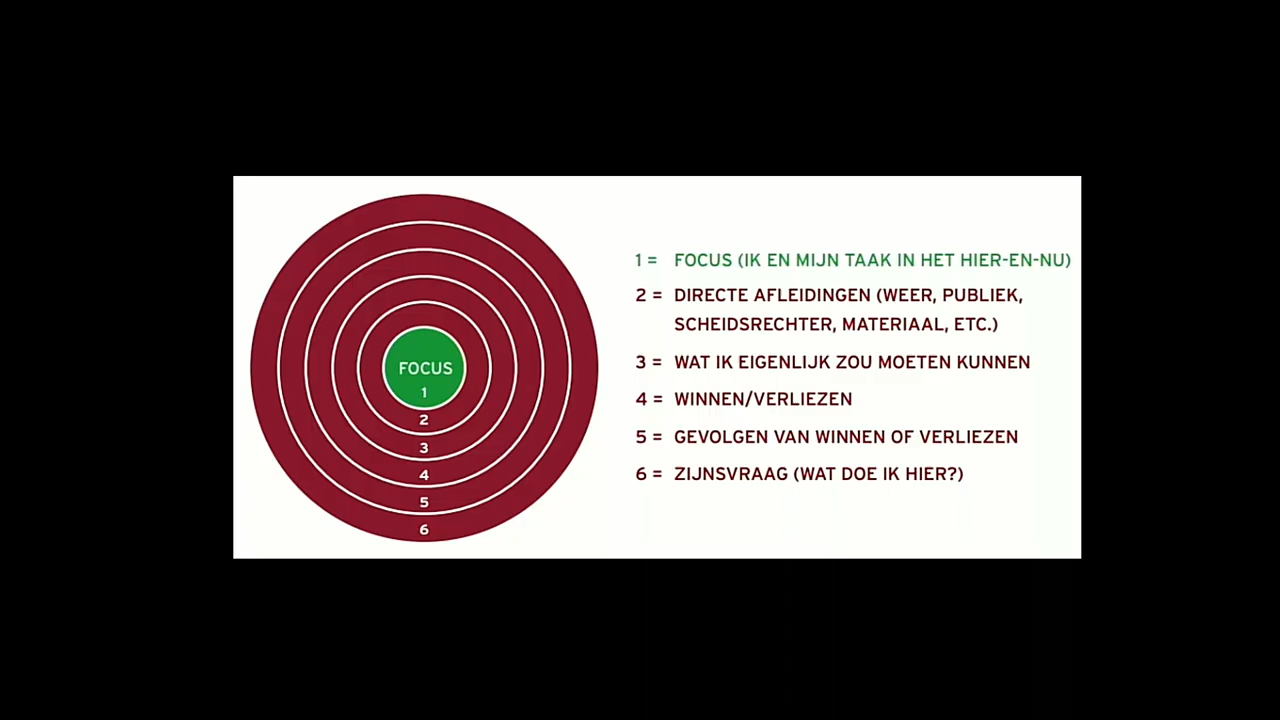 FOCUS
1
2
3
4
5
6
1 = FOCUS (IK EN MIJN TAAK IN HET HIER-EN-NU)
2 = DIRECTE AFLEIDINGEN (WEER, PUBLIEK,
SCHEIDSRECHTER, MATERIAAL, ETC.)
3 = WAT IK EIGENLIJK ZOU MOETEN KUNNEN
4 = WINNEN/VERLIEZEN
5 = GEVOLGEN VAN WINNEN OF VERLIEZEN
6 = ZIJNSVRAAG (WAT DOE IK HIER?)